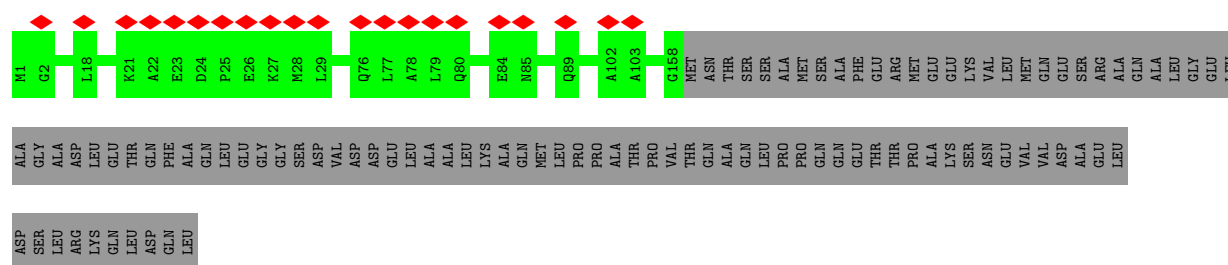 M1 G2 L18 K21 A22 E23 D24 P25 E26 K27 M28 L29 Q76 L77 A78 L79 Q80 E84 N85 Q89 A102 A103 G158 MET ASN THR SER SER ALA MET SER ALA PHE GLU ARG MET GLU GLU LYS VAL LEU MET GLN GLU SER ARG ALA GLN ALA LEU GLY GLU LEU
ALA GLY ALA ASP LEU GLU THR GLN PHE ALA GLN LEU GLU GLY GLY SER ASP VAL ASP ASP GLU LEU ALA ALA LEU LYS ALA GLN MET LEU PRO PRO ALA THR PRO VAL THR GLN ALA GLN LEU PRO PRO GLN GLN GLU THR THR PRO ALA LYS SER ASN GLU VAL VAL ASP ALA GLU LEU
ASP SER LEU ARG LYS GLN LEU ASP GLN LEU